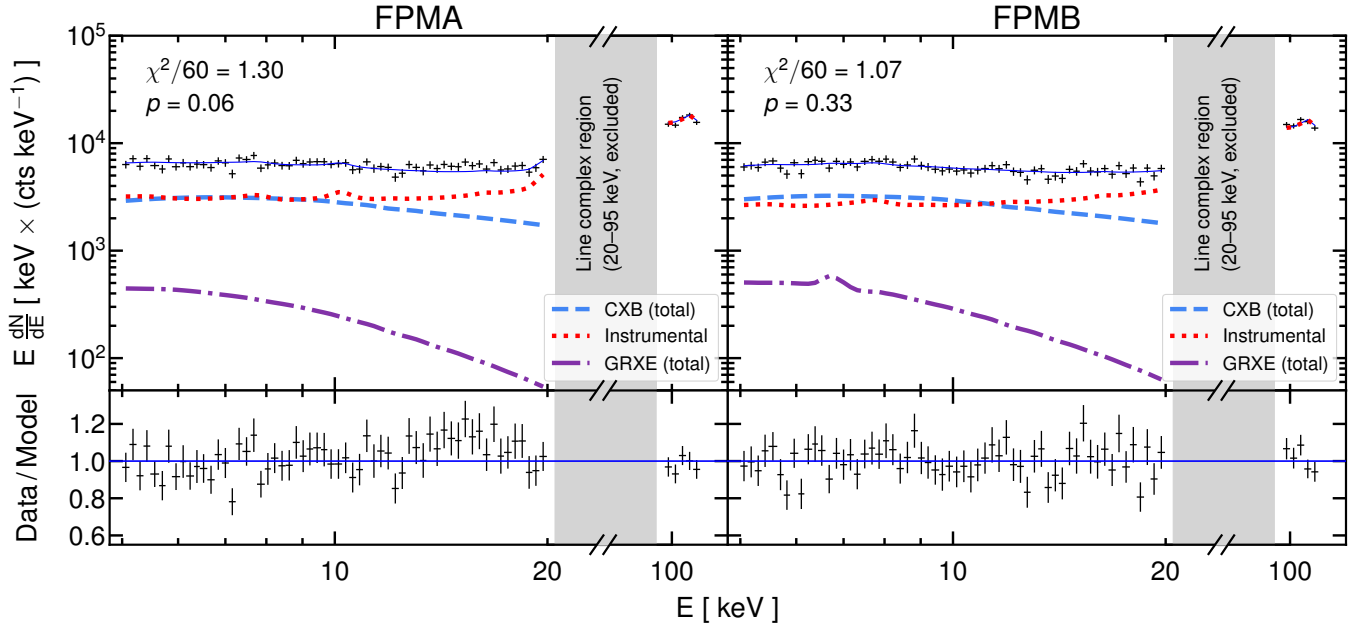 FPMA
FPMB
10^5
10^4
10^3
10^2
E dN/dE [ keV × (cts keV^−1) ]
χ^2/60 = 1.30
p = 0.06
Line complex region
(20–95 keV, excluded)
CXB (total)
Instrumental
GRXE (total)
χ^2/60 = 1.07
p = 0.33
Line complex region
(20–95 keV, excluded)
CXB (total)
Instrumental
GRXE (total)
Data / Model
1.2
1.0
0.8
0.6
10 20 100 10 20 100
E [ keV ]